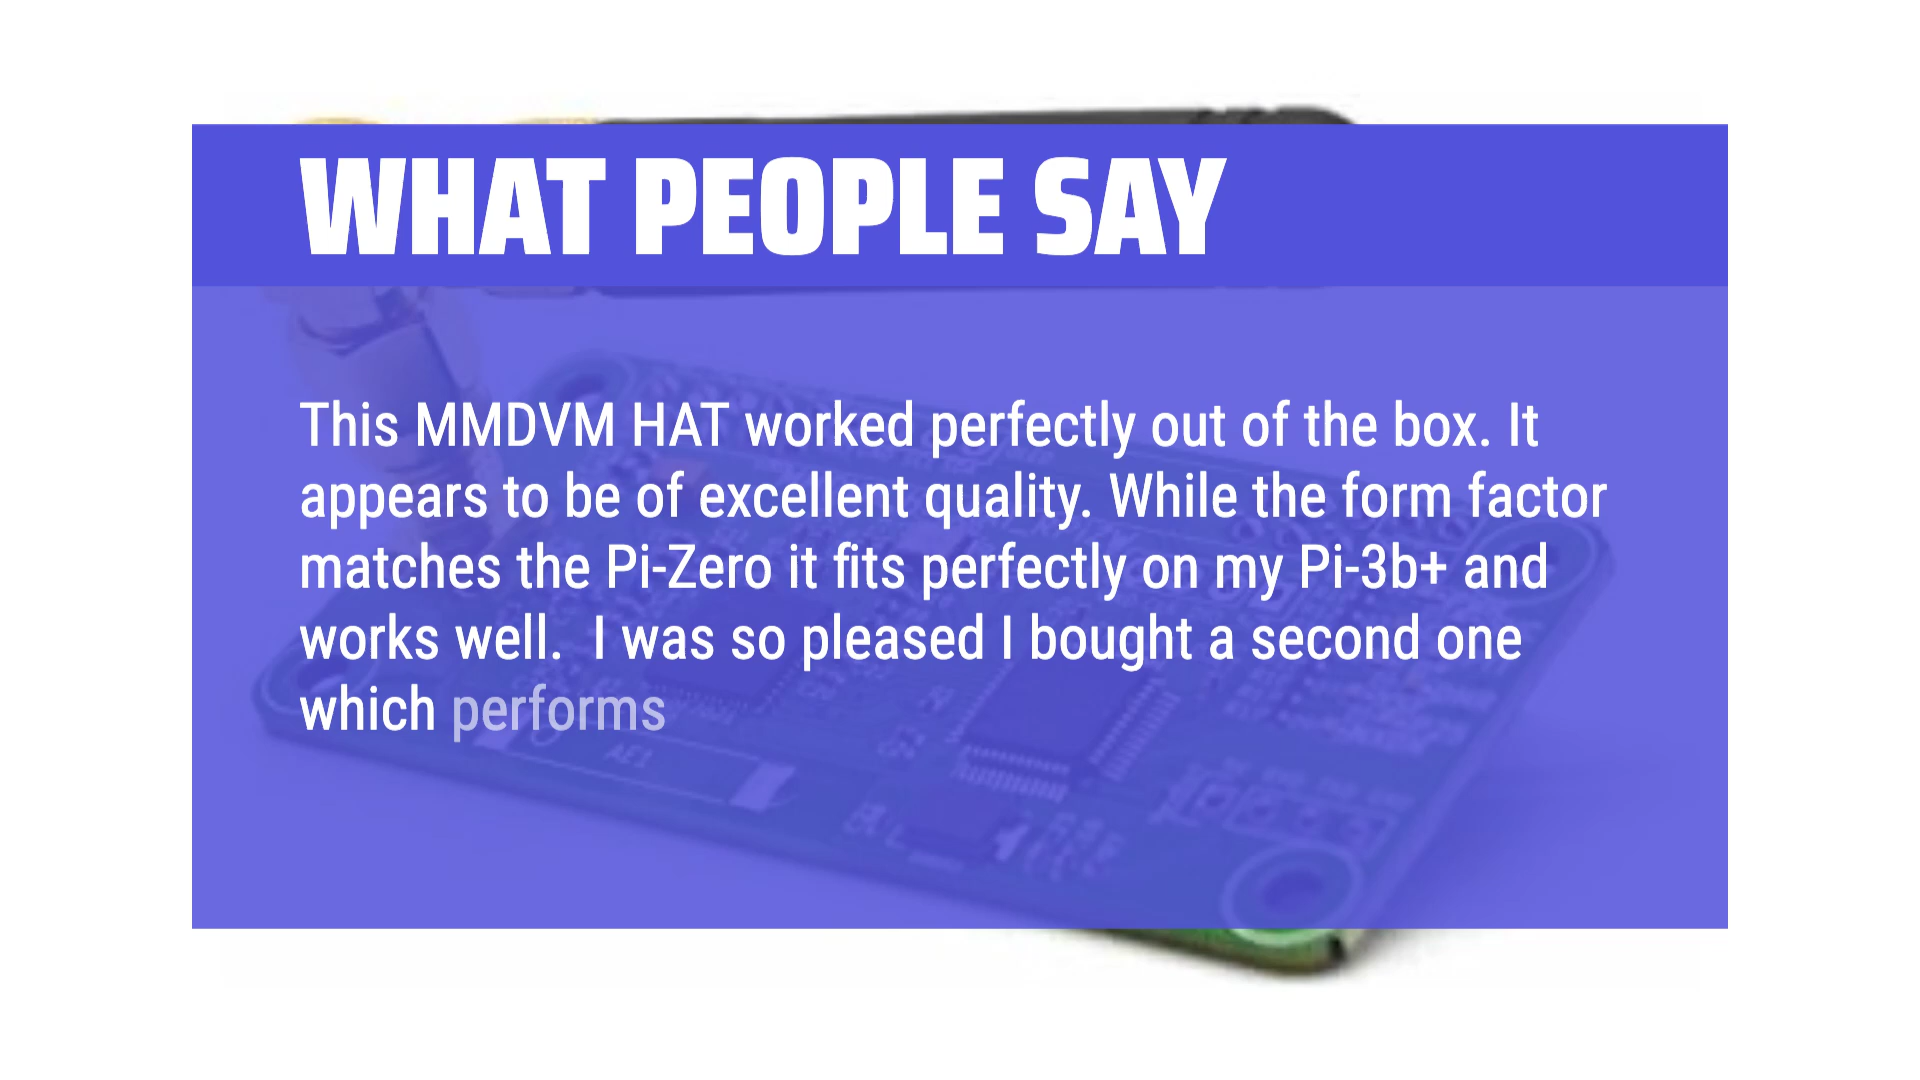 WHAT PEOPLE SAY
This MMDVM HAT worked perfectly out of the box. It
appears to be of excellent quality. While the form factor
matches the Pi-Zero it fits perfectly on my Pi-3b+ and
works well.  I was so pleased I bought a second one
which performs
AE1